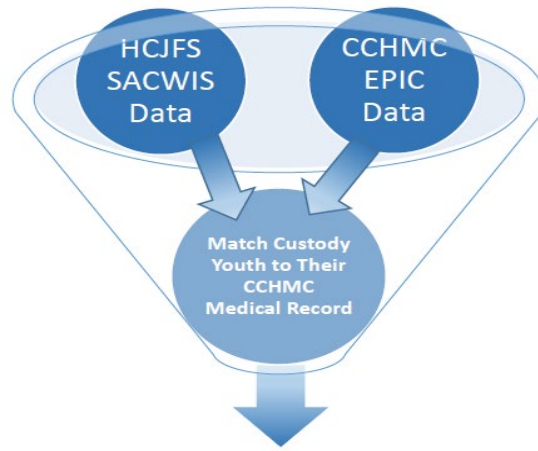 HCJFS
SACWIS
Data
CCHMC
EPIC
Data
Match Custody
Youth to Their
CCHMC
Medical Record